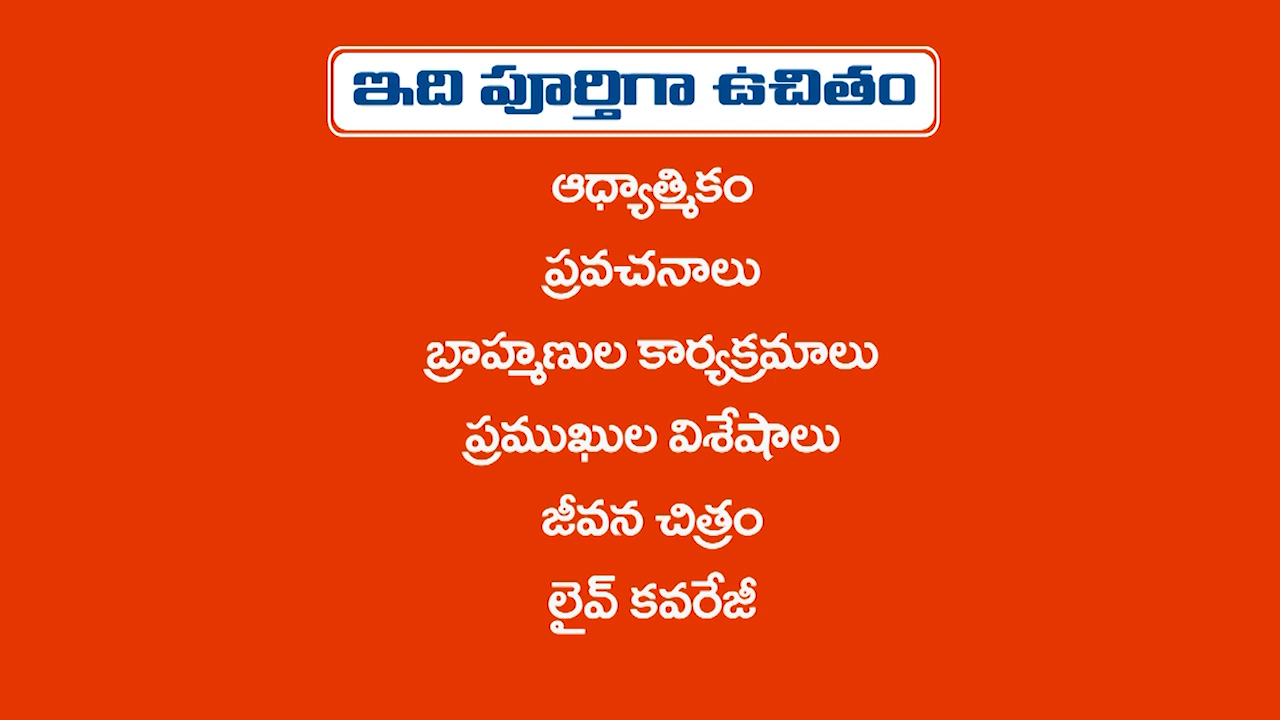 ఇది పూర్తిగా ఉచితం
ఆధ్యాత్మికం
ప్రవచనాలు
బ్రాహ్మణుల కార్యక్రమాలు
ప్రముఖుల విశేషాలు
జీవన చిత్రం
లైవ్ కవరేజీ